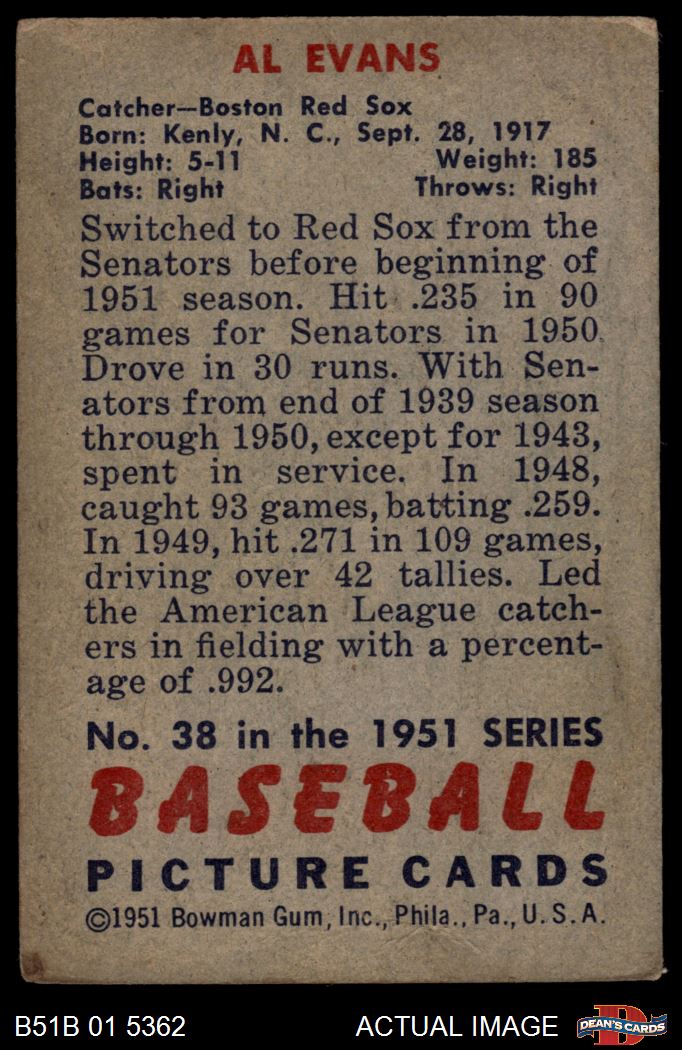 AL EVANS
Catcher—Boston Red Sox
Born: Kenly, N. C., Sept. 28, 1917
Height: 5-11 Weight: 185
Bats: Right Throws: Right
Switched to Red Sox from the
Senators before beginning of
1951 season. Hit .235 in 90
games for Senators in 1950.
Drove in 30 runs. With Sen-
ators from end of 1939 season
through 1950, except for 1943,
spent in service. In 1948,
caught 93 games, batting .259.
In 1949, hit .271 in 109 games,
driving over 42 tallies. Led
the American League catch-
ers in fielding with a percent-
age of .992.
No. 38 in the 1951 SERIES
BASEBALL
PICTURE CARDS
©1951 Bowman Gum, Inc., Phila., Pa., U. S. A.
B51B 01 5362 ACTUAL IMAGE DEAN'S CARDS